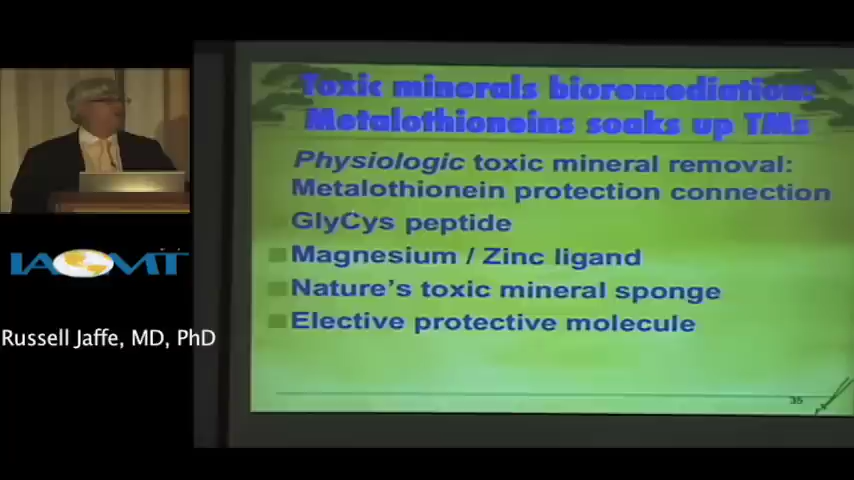 Toxic minerals bioremediation:
Metalothioneins soaks up TMs
Physiologic toxic mineral removal:
Metalothionein protection connection
GlyCys peptide
Magnesium / Zinc ligand
Nature's toxic mineral sponge
Elective protective molecule
35
IAOMT
Russell Jaffe, MD, PhD